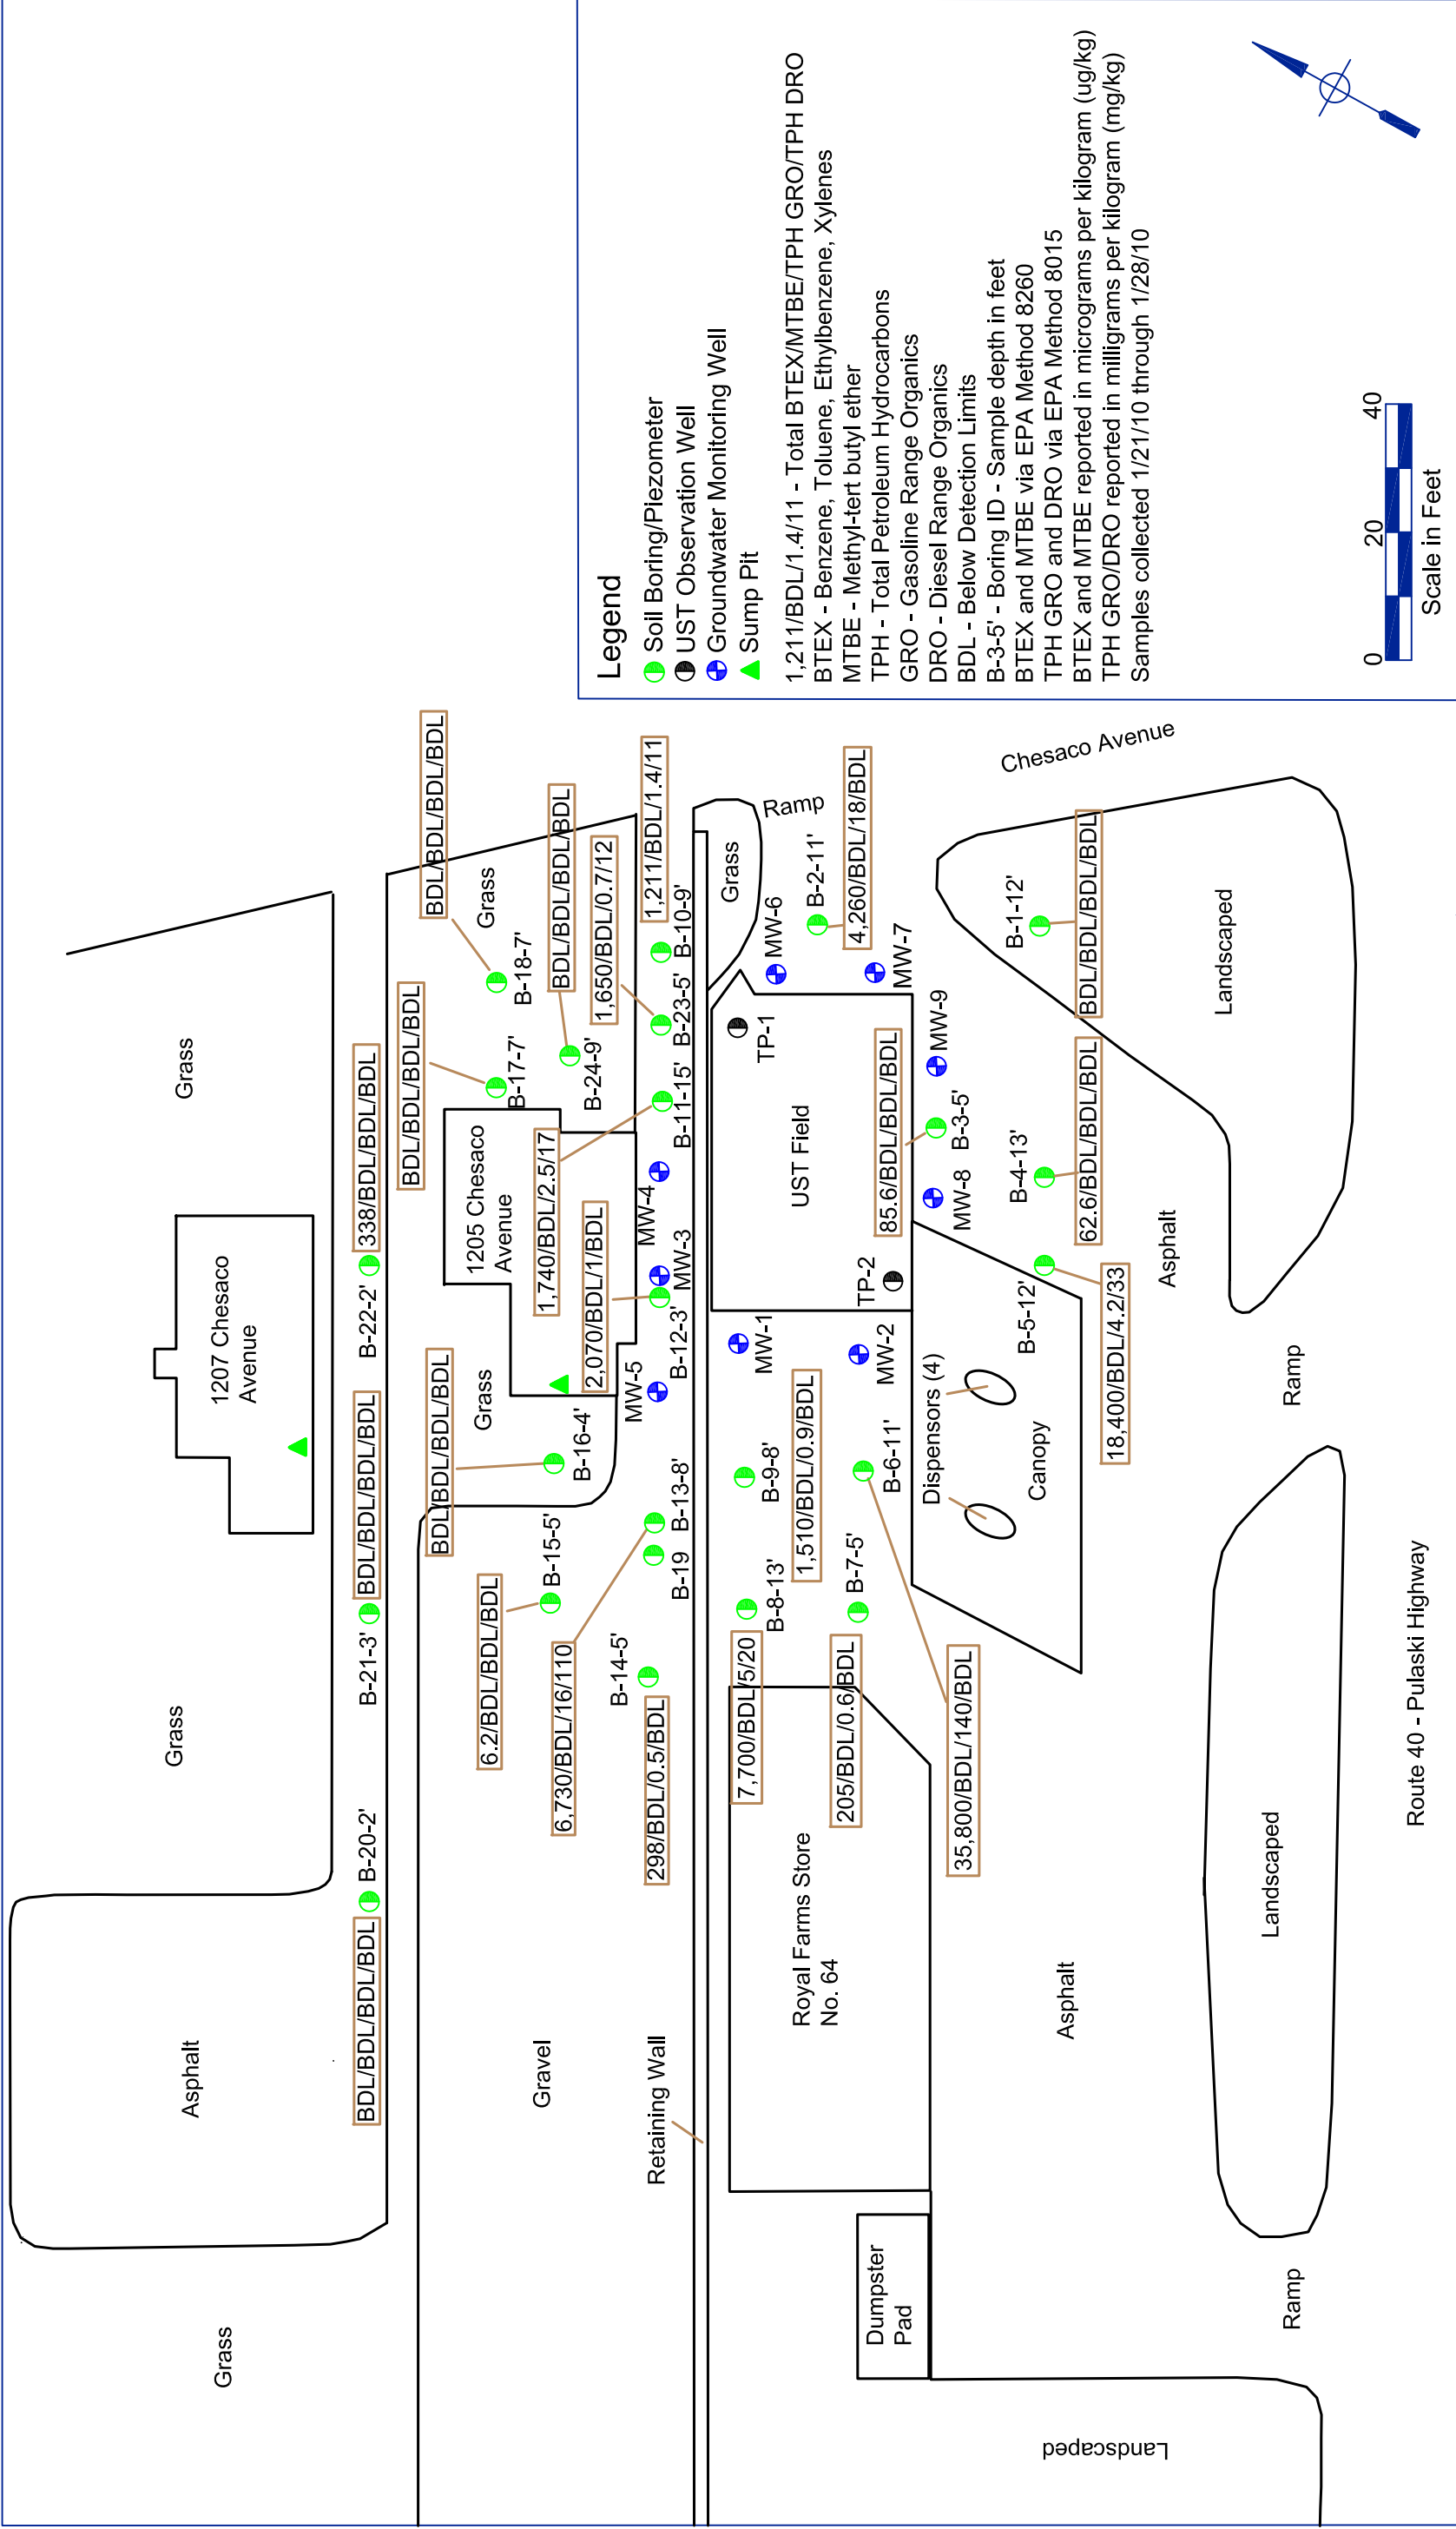 Grass
Asphalt
Grass
Grass
1207 Chesaco
Avenue
BDL/BDL/BDL/BDL
B-20-2'
B-21-3'
BDL/BDL/BDL/BDL
B-22-2'
338/BDL/BDL/BDL
BDL/BDL/BDL/BDL
BDL/BDL/BDL/BDL
BDL/BDL/BDL/BDL
Grass
1205 Chesaco
Avenue
B-17-7'
B-18-7'
Grass
6.2/BDL/BDL/BDL
B-15-5'
B-16-4'
Gravel
6,730/BDL/16/110
1,740/BDL/2.5/17
BDL/BDL/BDL/BDL
B-24-9'
2,070/BDL/1/BDL
1,650/BDL/0.7/12
B-14-5'
MW-5
MW-4
Retaining Wall
298/BDL/0.5/BDL
1,211/BDL/1.4/11
B-19
B-13-8'
B-12-3'
MW-3
B-11-15'
B-23-5'
B-10-9'
Grass
7,700/BDL/5/20
B-8-13'
B-9-8'
MW-1
TP-1
MW-6
Ramp
Royal Farms Store
No. 64
1,510/BDL/0.9/BDL
UST Field
B-2-11'
205/BDL/0.6/BDL
B-7-5'
B-6-11'
MW-2
TP-2
4,260/BDL/18/BDL
Dumpster
Pad
85.6/BDL/BDL/BDL
MW-7
Dispensors (4)
MW-8
B-3-5'
MW-9
35,800/BDL/140/BDL
Canopy
B-5-12'
B-4-13'
B-1-12'
Chesaco Avenue
62.6/BDL/BDL/BDL
BDL/BDL/BDL/BDL
18,400/BDL/4.2/33
Asphalt
Asphalt
Landscaped
Landscaped
Landscaped
Ramp
Ramp
Route 40 - Pulaski Highway
Legend
Soil Boring/Piezometer
UST Observation Well
Groundwater Monitoring Well
Sump Pit
1,211/BDL/1.4/11 - Total BTEX/MTBE/TPH GRO/TPH DRO
BTEX - Benzene, Toluene, Ethylbenzene, Xylenes
MTBE - Methyl-tert butyl ether
TPH - Total Petroleum Hydrocarbons
GRO - Gasoline Range Organics
DRO - Diesel Range Organics
BDL - Below Detection Limits
B-3-5' - Boring ID - Sample depth in feet
BTEX and MTBE via EPA Method 8260
TPH GRO and DRO via EPA Method 8015
BTEX and MTBE reported in micrograms per kilogram (ug/kg)
TPH GRO/DRO reported in milligrams per kilogram (mg/kg)
Samples collected 1/21/10 through 1/28/10
0 20 40
Scale in Feet